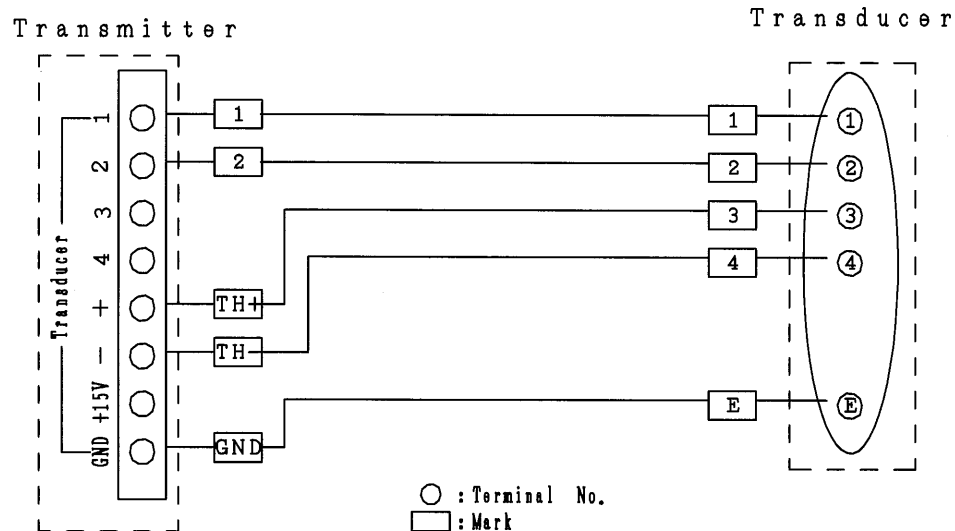 Transmitter
Transducer
Transducer
1 1 1 1
2 2 2 2
3 3 3
4 4 4
+ TH+
- TH-
+15V E E
GND GND
: Terminal No.
: Mark